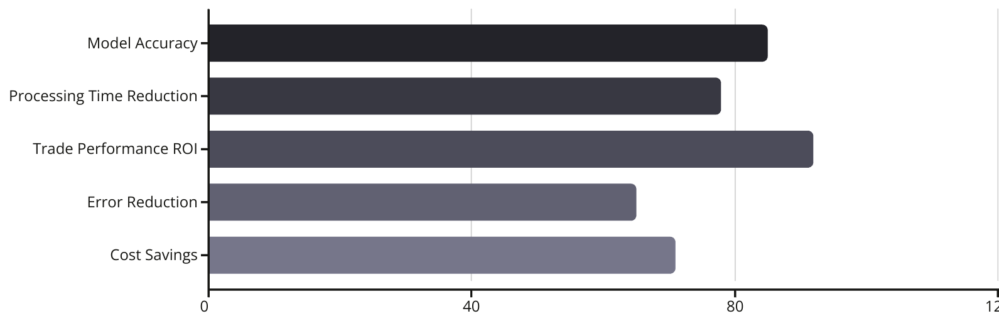 Model Accuracy
Processing Time Reduction
Trade Performance ROI
Error Reduction
Cost Savings
0 40 80